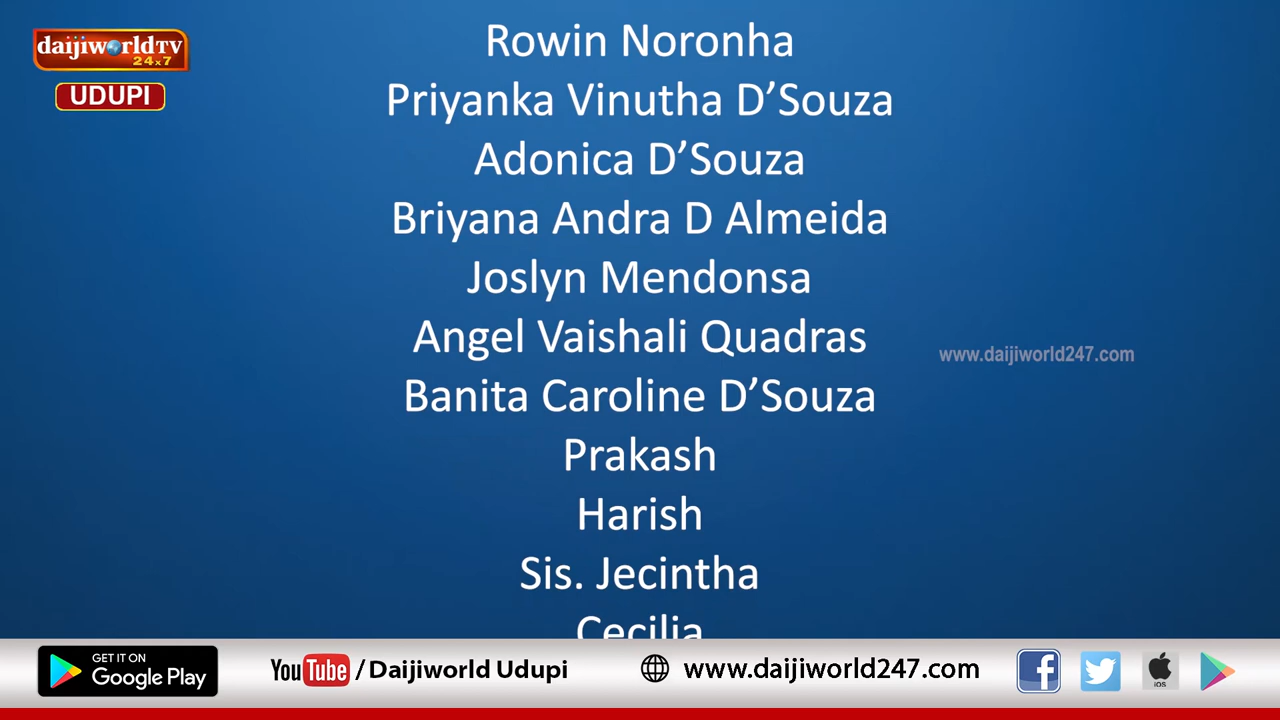 daijiworldTV
24x7
UDUPI
Rowin Noronha
Priyanka Vinutha D’Souza
Adonica D’Souza
Briyana Andra D Almeida
Joslyn Mendonsa
Angel Vaishali Quadras
www.daijiworld247.com
Banita Caroline D’Souza
Prakash
Harish
Sis. Jecintha
Cecilia
GET IT ON
Google Play
YouTube /Daijiworld Udupi
www.daijiworld247.com
iOS